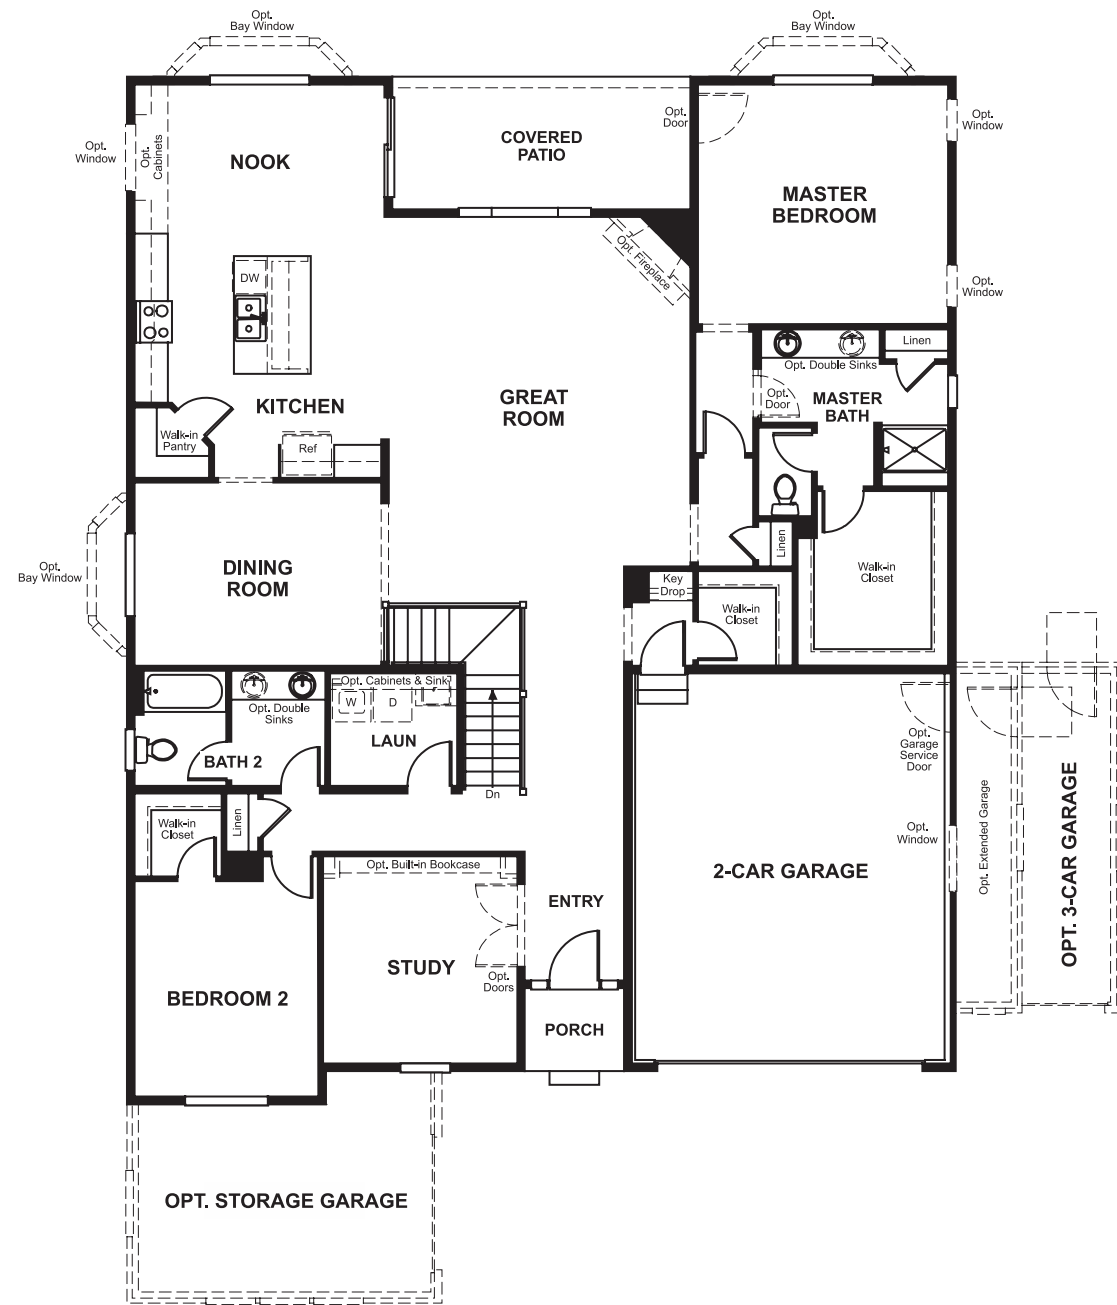 Opt.
Bay Window
Opt.
Bay Window
Opt.
Window
Opt.
Cabinets
NOOK
COVERED
PATIO
Opt.
Door
Opt.
Window
MASTER
BEDROOM
Opt. Fireplace
DW
Opt.
Window
Linen
Opt. Double Sinks
Opt.
Door
MASTER
BATH
KITCHEN
GREAT
ROOM
Walk-in
Pantry
Ref
Linen
Opt.
Bay Window
DINING
ROOM
Walk-in
Closet
Key
Drop
Walk-in
Closet
Opt. Cabinets & Sink
W
D
Opt. Double
Sinks
LAUN
BATH 2
Dn
Opt.
Garage
Service
Door
Walk-in
Closet
Linen
Opt.
Window
Opt. Extended Garage
OPT. 3-CAR GARAGE
Opt. Built-in Bookcase
2-CAR GARAGE
ENTRY
STUDY
Opt.
Doors
BEDROOM 2
PORCH
OPT. STORAGE GARAGE